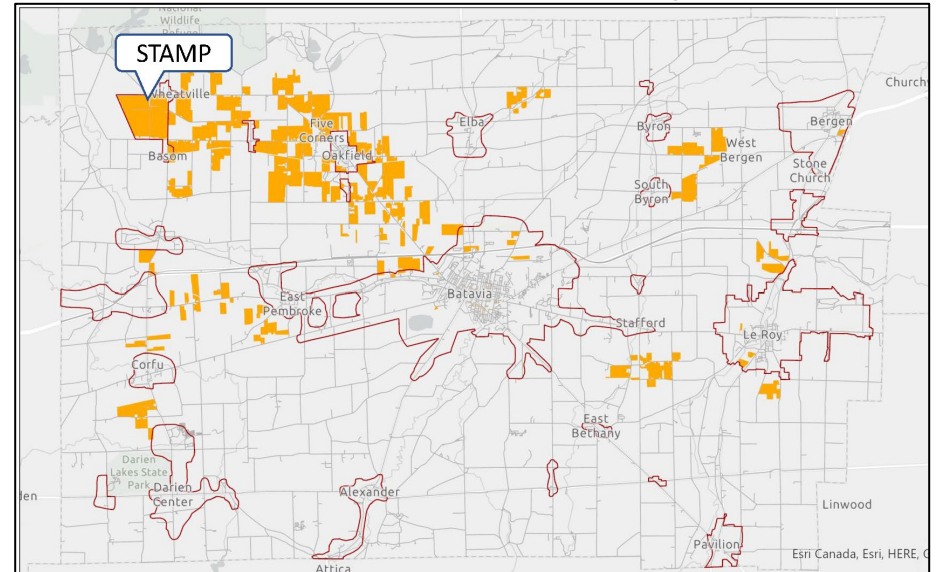 National
Wildlife
Refuge
STAMP
Wheatville
Church
Five
Corners
Elba
Byron
Bergen
Basom
Oakfield
West
Bergen
Stone
Church
South
Byron
East
Pembroke
Batavia
Stafford
Le Roy
Corfu
East
Bethany
Darien
Lakes State
Park
Darien
Center
den
Alexander
Linwood
Pavilion
Attica
Esri Canada, Esri, HERE, G